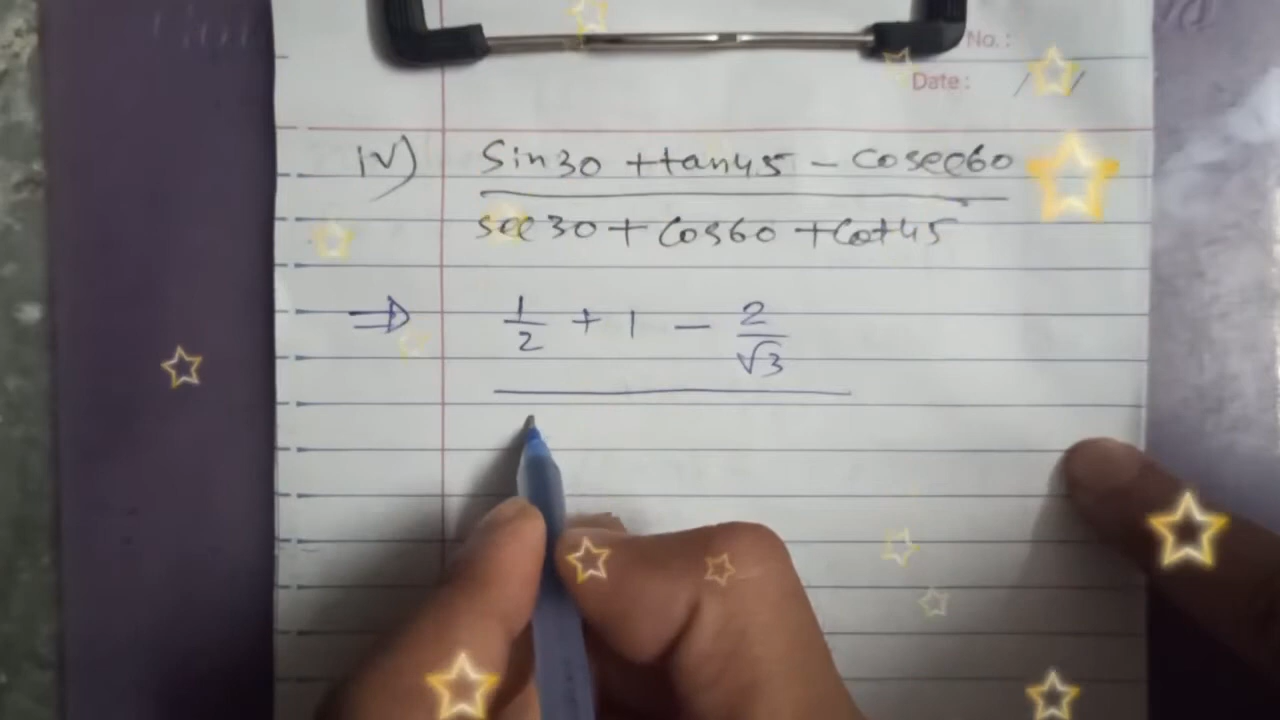 No.:
Date: / /
iv) Sin30 + tan45 - Cosec60
sec30 + Cos60 + Cot45
⇒ 1/2 + 1 - 2/√3